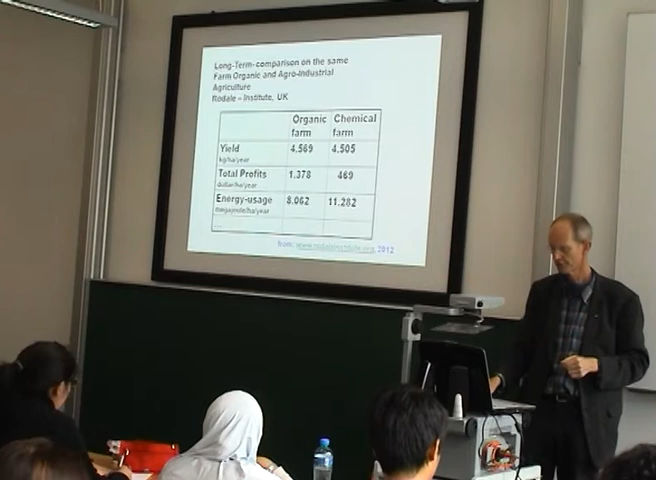 Long-Term-comparison on the same
Farm Organic and Agro-Industrial
Agriculture
Rodale – Institute, UK
Organic farm
Chemical farm
Yield 4.569 4.505
kg/ha/year
Total Profits 1.378 469
dollar/ha/year
Energy-usage 8.062 11.282
megajoule/ha/year
from: www.rodaleinstitute.org, 2012